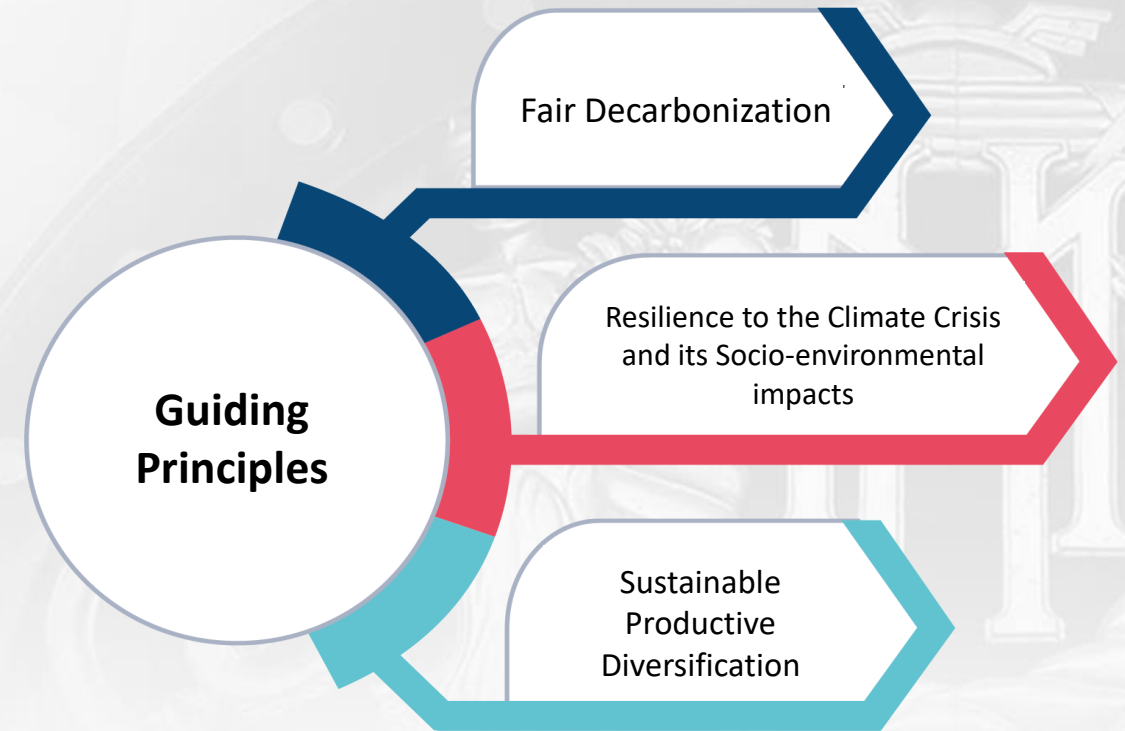 Fair Decarbonization
Resilience to the Climate Crisis
and its Socio-environmental
impacts
Guiding
Principles
Sustainable
Productive
Diversification